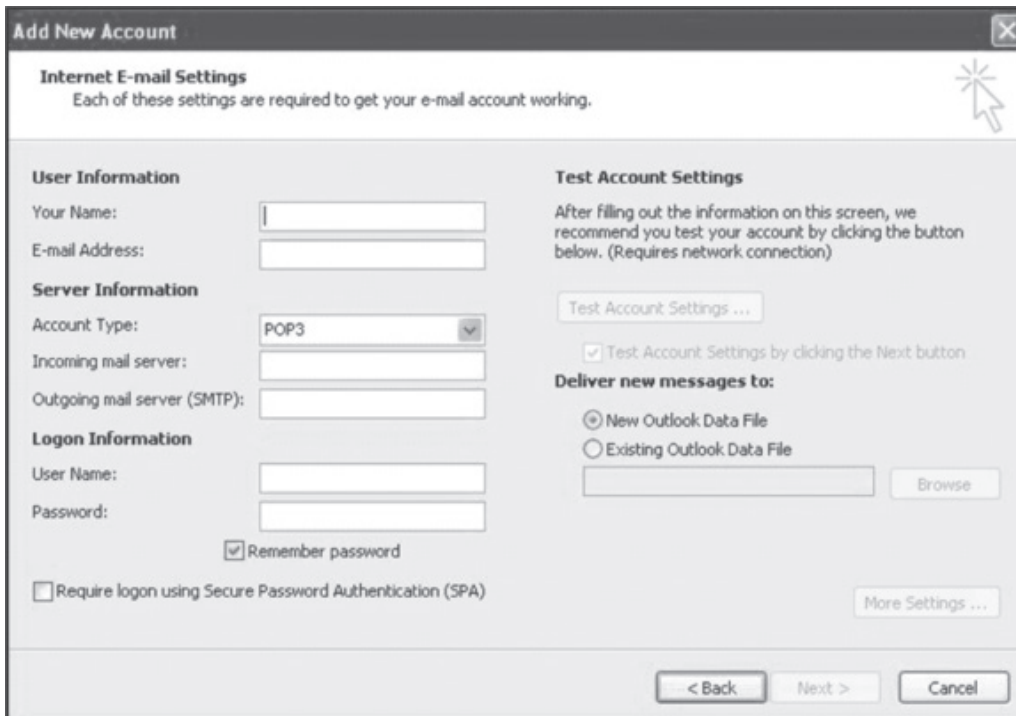 Add New Account
Internet E-mail Settings
Each of these settings are required to get your e-mail account working.
User Information
Your Name:
E-mail Address:
Server Information
Account Type:
POP3
Incoming mail server:
Outgoing mail server (SMTP):
Logon Information
User Name:
Password:
Remember password
Require logon using Secure Password Authentication (SPA)
Test Account Settings
After filling out the information on this screen, we
recommend you test your account by clicking the button
below. (Requires network connection)
Test Account Settings ...
Test Account Settings by clicking the Next button
Deliver new messages to:
New Outlook Data File
Existing Outlook Data File
Browse
More Settings ...
< Back
Next >
Cancel